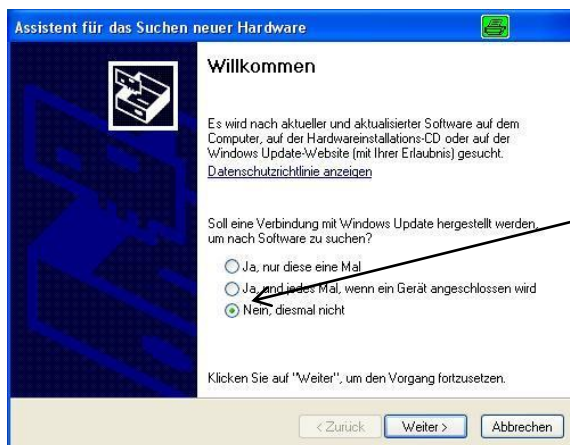 Assistent für das Suchen neuer Hardware
Willkommen
Es wird nach aktueller und aktualisierter Software auf dem
Computer, auf der Hardwareinstallations-CD oder auf der
Windows Update-Website (mit Ihrer Erlaubnis) gesucht.
Datenschutzrichtlinie anzeigen
Soll eine Verbindung mit Windows Update hergestellt werden,
um nach Software zu suchen?
Ja, nur diese eine Mal
Ja, und jedes Mal, wenn ein Gerät angeschlossen wird
Nein, diesmal nicht
Klicken Sie auf "Weiter", um den Vorgang fortzusetzen.
< Zurück Weiter > Abbrechen